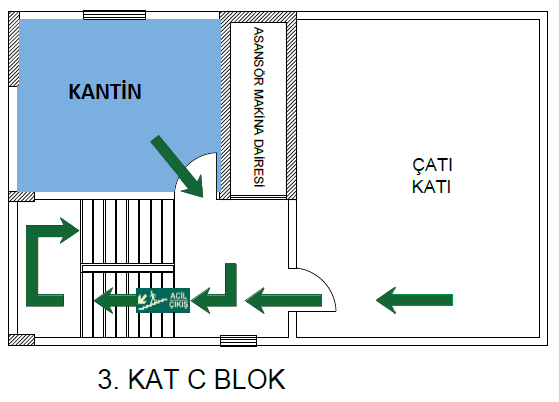 KANTİN
ASANSÖR MAKİNA DAİRESİ
ÇATI
KATI
ACİL
ÇIKIŞ
3. KAT C BLOK